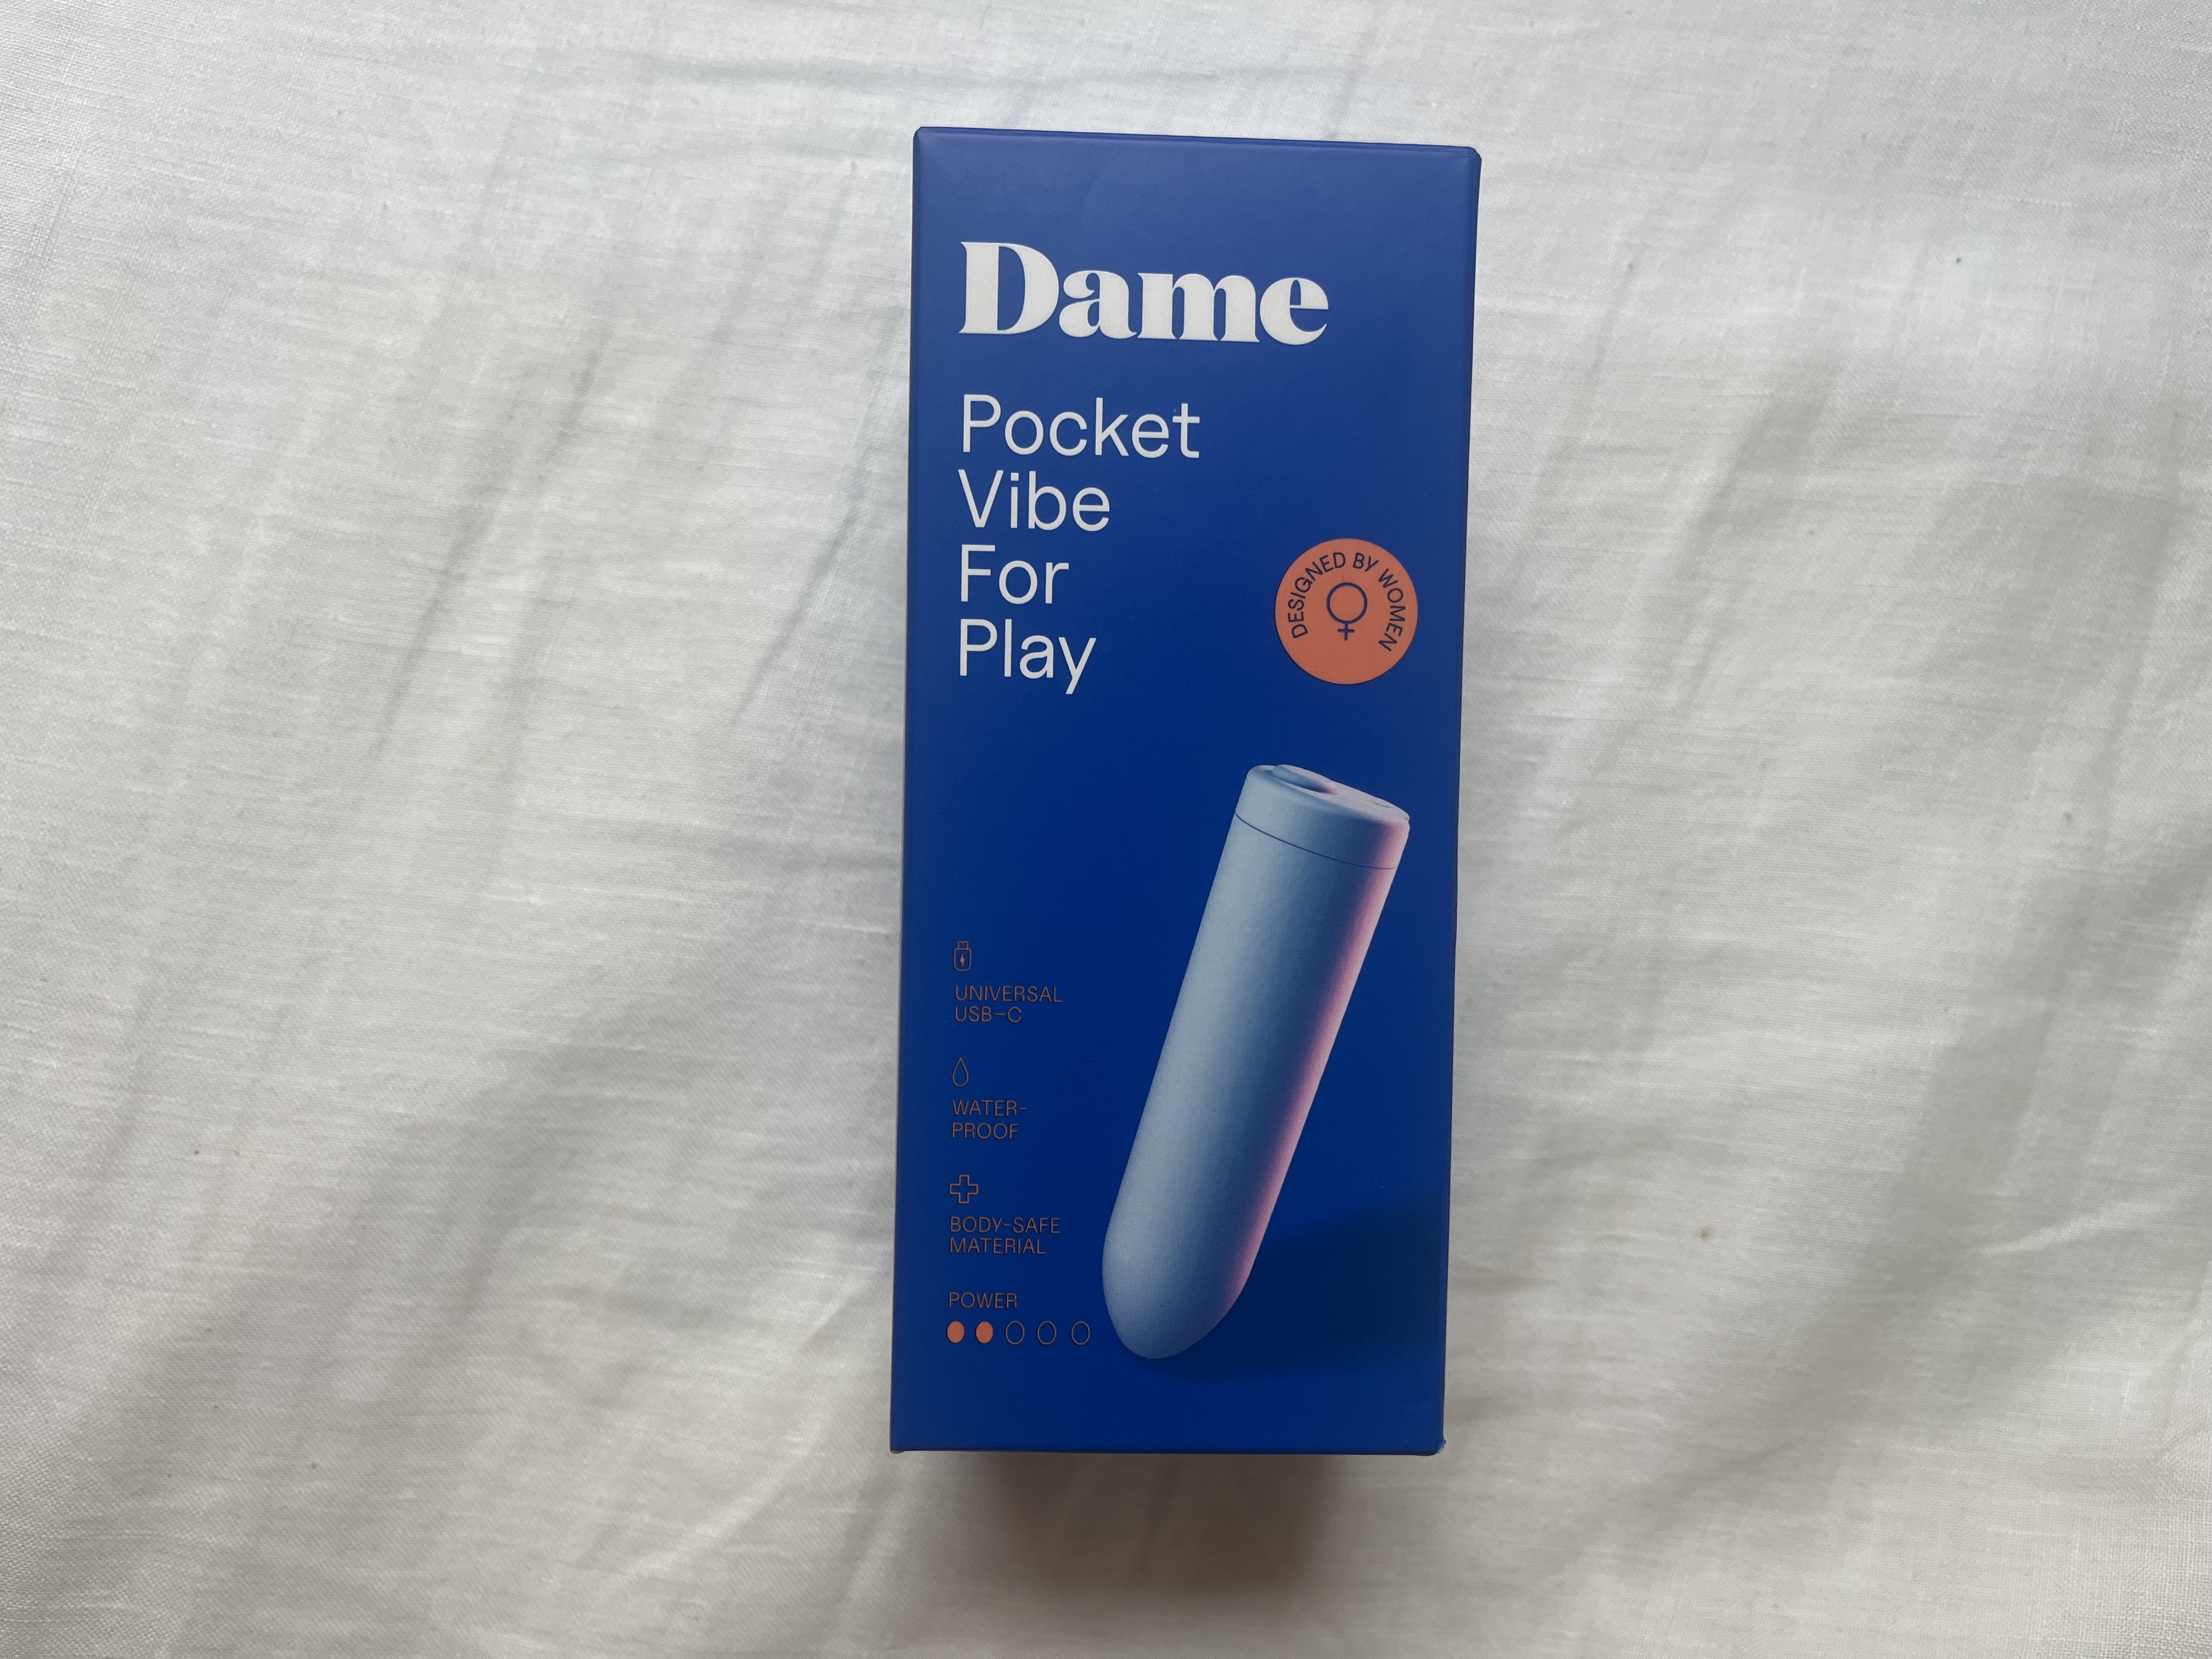 Dame
Pocket
Vibe
For
Play
DESIGNED BY WOMEN
UNIVERSAL
USB-C
WATER-
PROOF
BODY-SAFE
MATERIAL
POWER